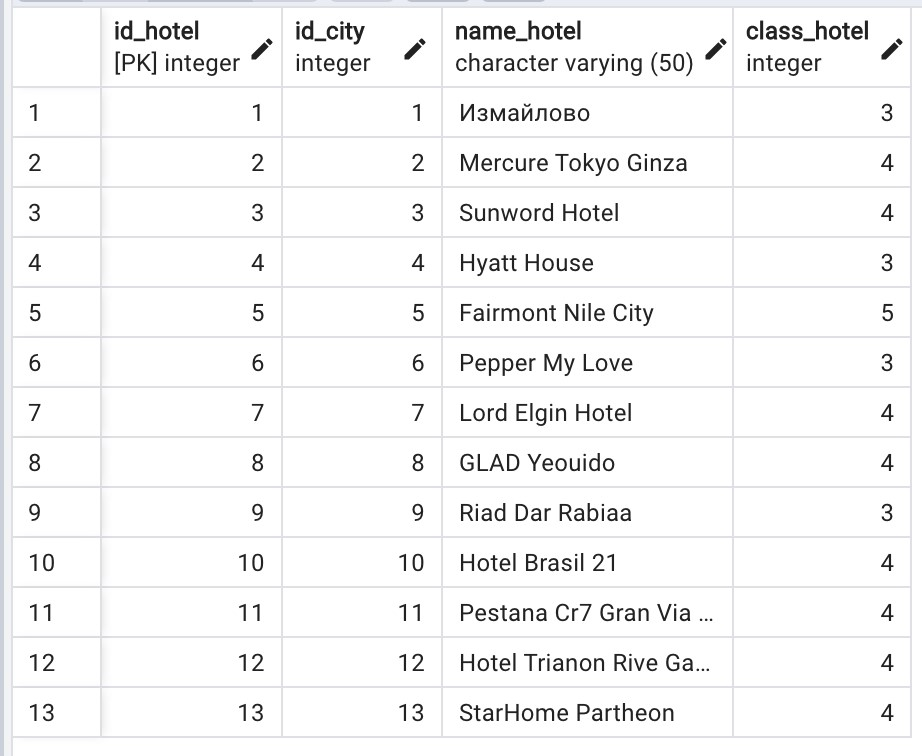 id_hotel id_city name_hotel class_hotel
[PK] integer integer character varying (50) integer
1 1 1 Измайлово 3
2 2 2 Mercure Tokyo Ginza 4
3 3 3 Sunword Hotel 4
4 4 4 Hyatt House 3
5 5 5 Fairmont Nile City 5
6 6 6 Pepper My Love 3
7 7 7 Lord Elgin Hotel 4
8 8 8 GLAD Yeouido 4
9 9 9 Riad Dar Rabiaa 3
10 10 10 Hotel Brasil 21 4
11 11 11 Pestana Cr7 Gran Via ... 4
12 12 12 Hotel Trianon Rive Ga... 4
13 13 13 StarHome Partheon 4